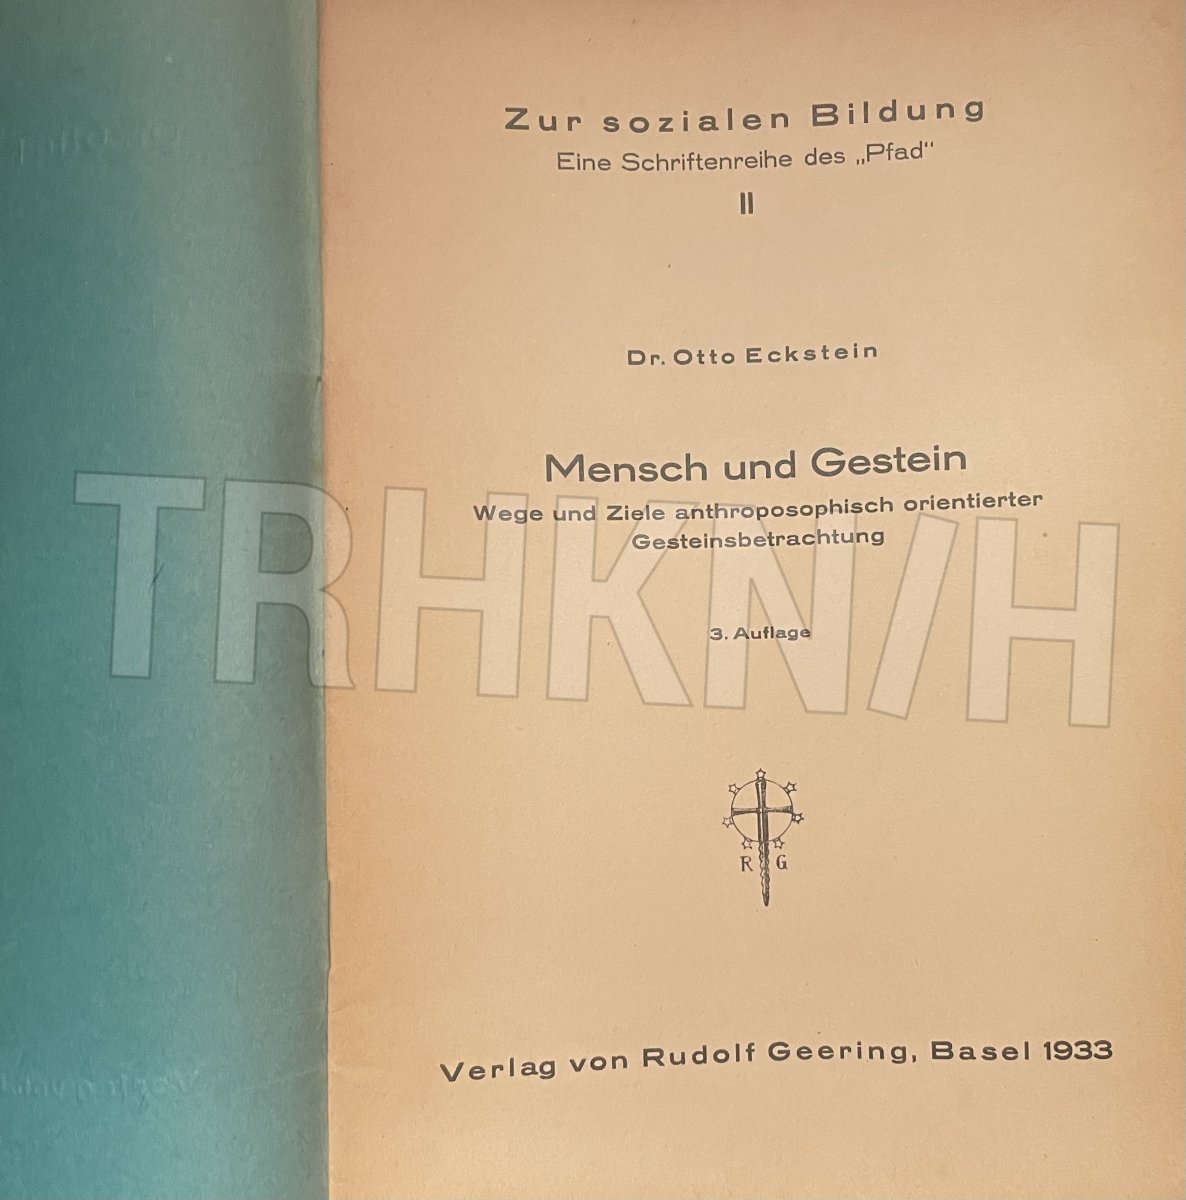 Zur sozialen Bildung
Eine Schriftenreihe des „Pfad“
II
Dr. Otto Eckstein
Mensch und Gestein
Wege und Ziele anthroposophisch orientierter
Gesteinsbetrachtung
TRHKN/H
3. Auflage
R G
Verlag von Rudolf Geering, Basel 1933